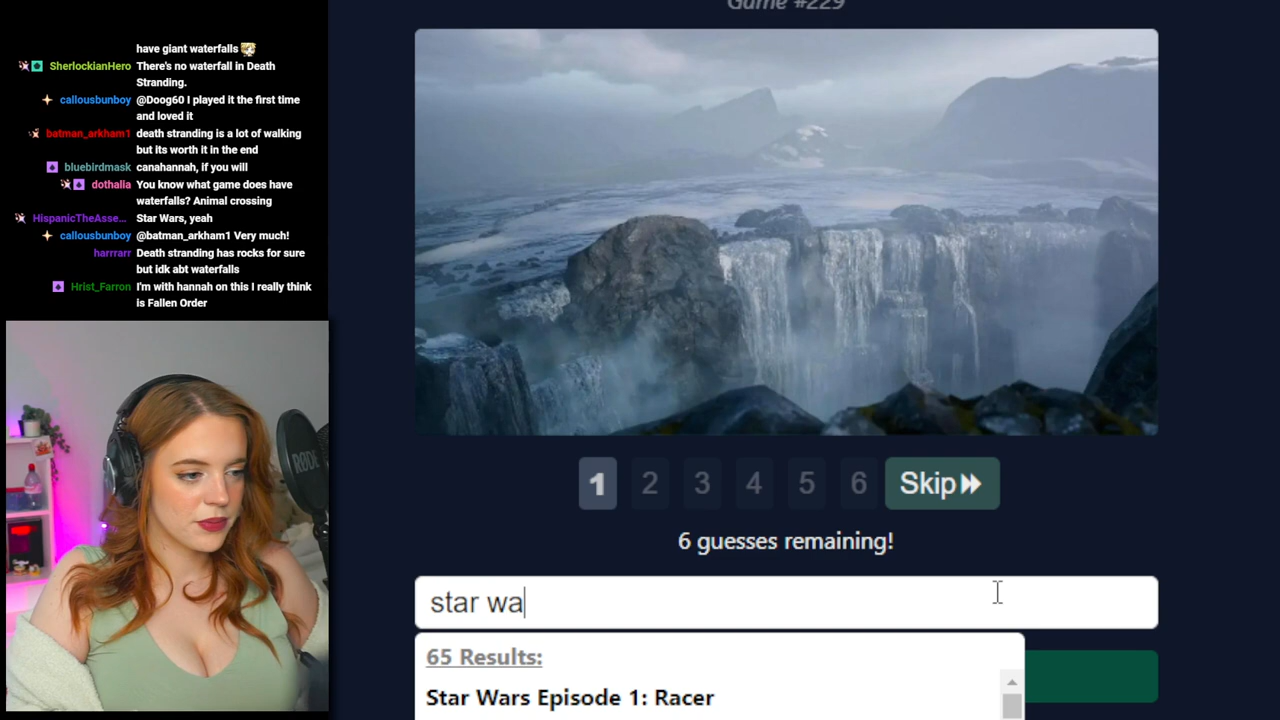 have giant waterfalls
SherlockianHero There's no waterfall in Death
Stranding.
callousbunboy @Doog60 I played it the first time
and loved it
batman_arkham1 death stranding is a lot of walking
but its worth it in the end
bluebirdmask canahannah, if you will
dothalia You know what game does have
waterfalls? Animal crossing
HispanicTheAsse... Star Wars, yeah
callousbunboy @batman_arkham1 Very much!
harrrarr Death stranding has rocks for sure
but idk abt waterfalls
Hrist_Farron I'm with hannah on this I really think
is Fallen Order
RØDE
Game #229
1 2 3 4 5 6 Skip
6 guesses remaining!
star wa
65 Results:
Star Wars Episode 1: Racer